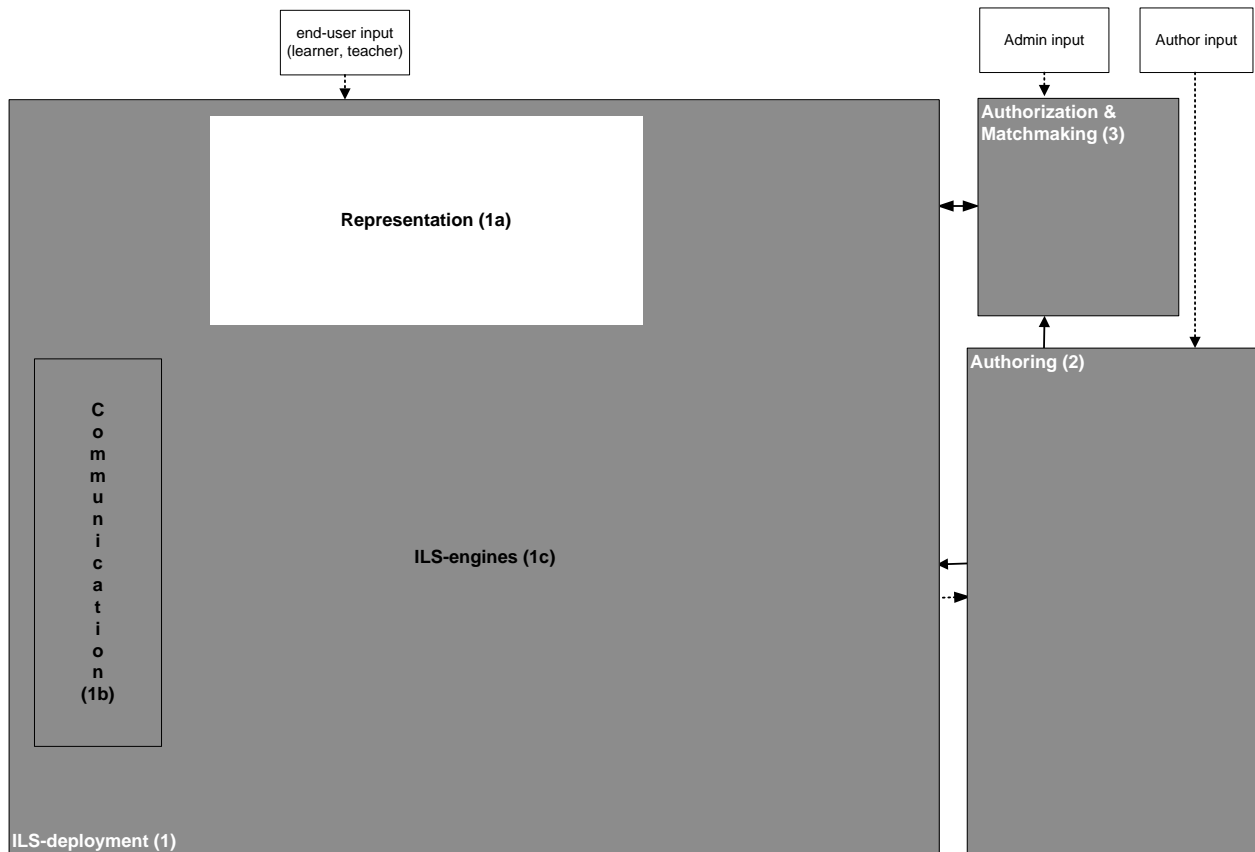 end-user input
(learner, teacher)
Admin input
Author input
Authorization &
Matchmaking (3)
Representation (1a)
Authoring (2)
C
o
m
m
u
n
i
c
a
t
i
o
n
(1b)
ILS-engines (1c)
ILS-deployment (1)